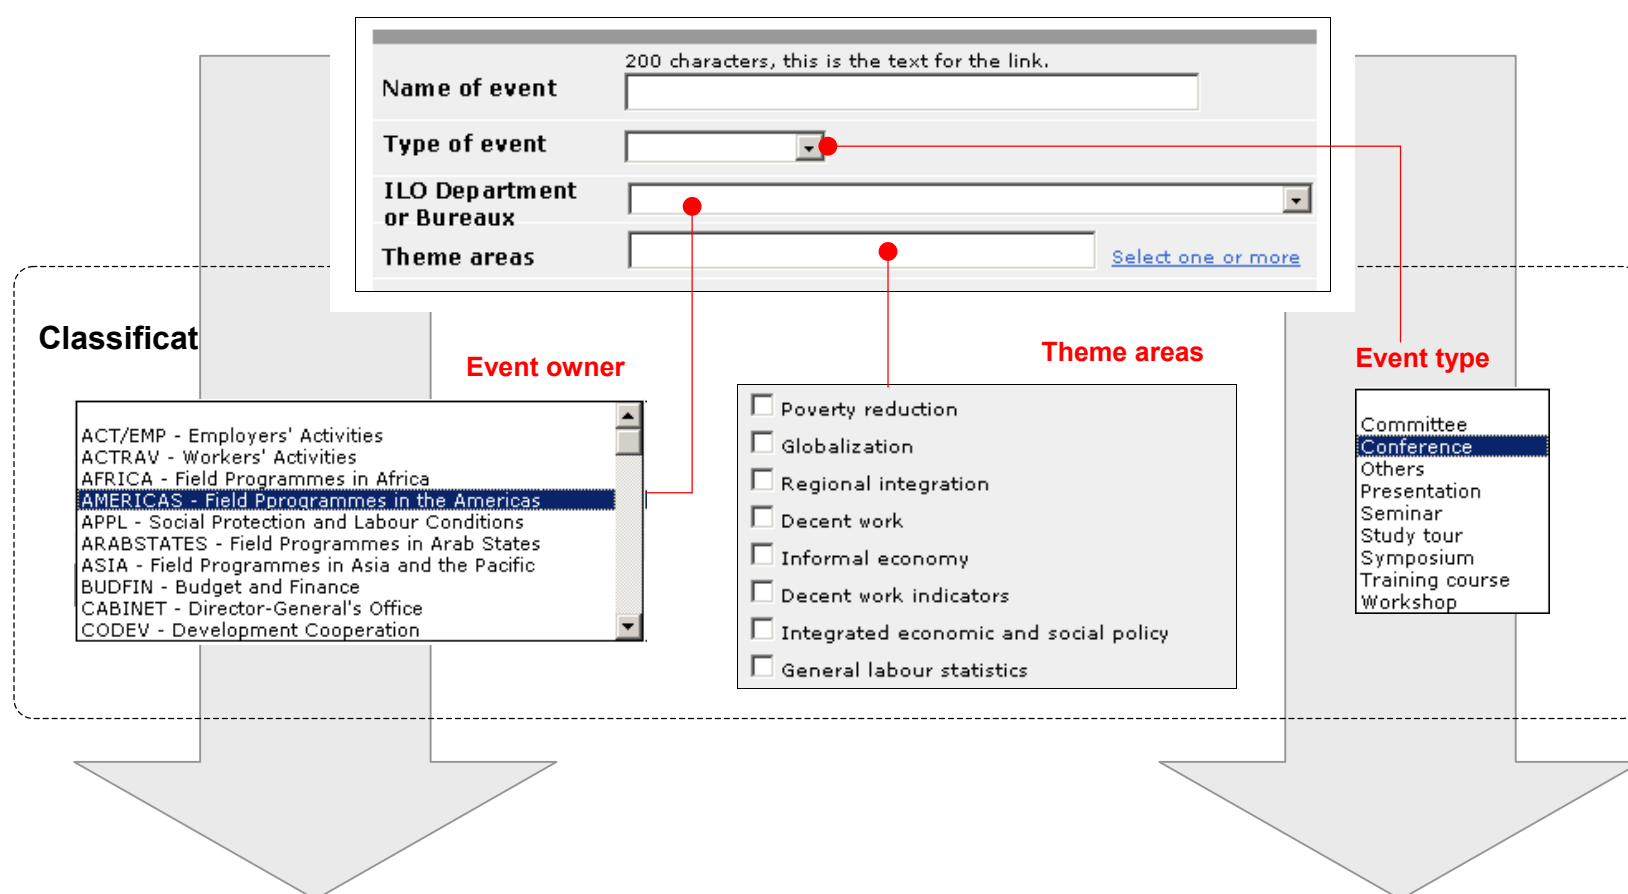 200 characters, this is the text for the link.
Name of event
Type of event
ILO Department
or Bureaux
Theme areas
Select one or more
Classificat
Event owner
Theme areas
Event type
ACT/EMP - Employers' Activities
ACTRAV - Workers' Activities
AFRICA - Field Programmes in Africa
AMERICAS - Field Pprogrammes in the Americas
APPL - Social Protection and Labour Conditions
ARABSTATES - Field Programmes in Arab States
ASIA - Field Programmes in Asia and the Pacific
BUDFIN - Budget and Finance
CABINET - Director-General's Office
CODEV - Development Cooperation
Poverty reduction
Globalization
Regional integration
Decent work
Informal economy
Decent work indicators
Integrated economic and social policy
General labour statistics
Committee
Conference
Others
Presentation
Seminar
Study tour
Symposium
Training course
Workshop